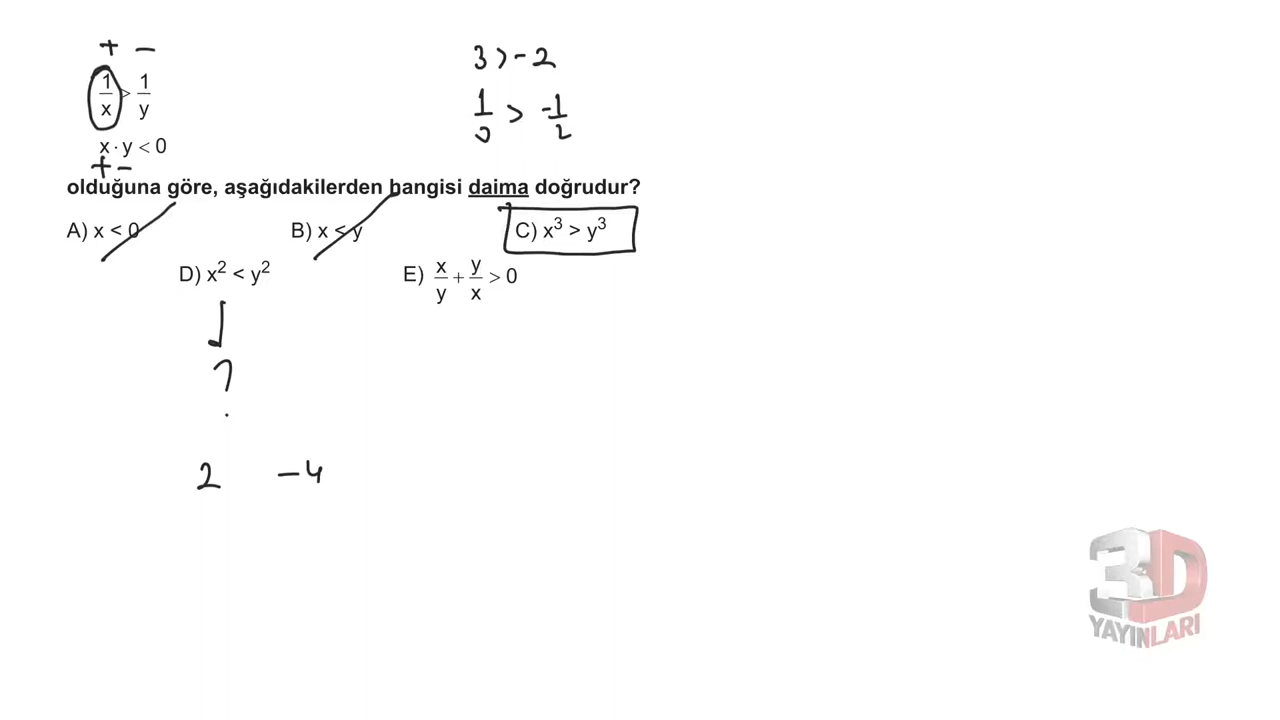 + −
1/x > 1/y
x · y < 0
+ −
olduğuna göre, aşağıdakilerden hangisi daima doğrudur?
A) x < 0 B) x < y C) x³ > y³
D) x² < y² E) x/y + y/x > 0
?
2 −4
3 > −2
1/0 > −1/2
3D
YAYINLARI